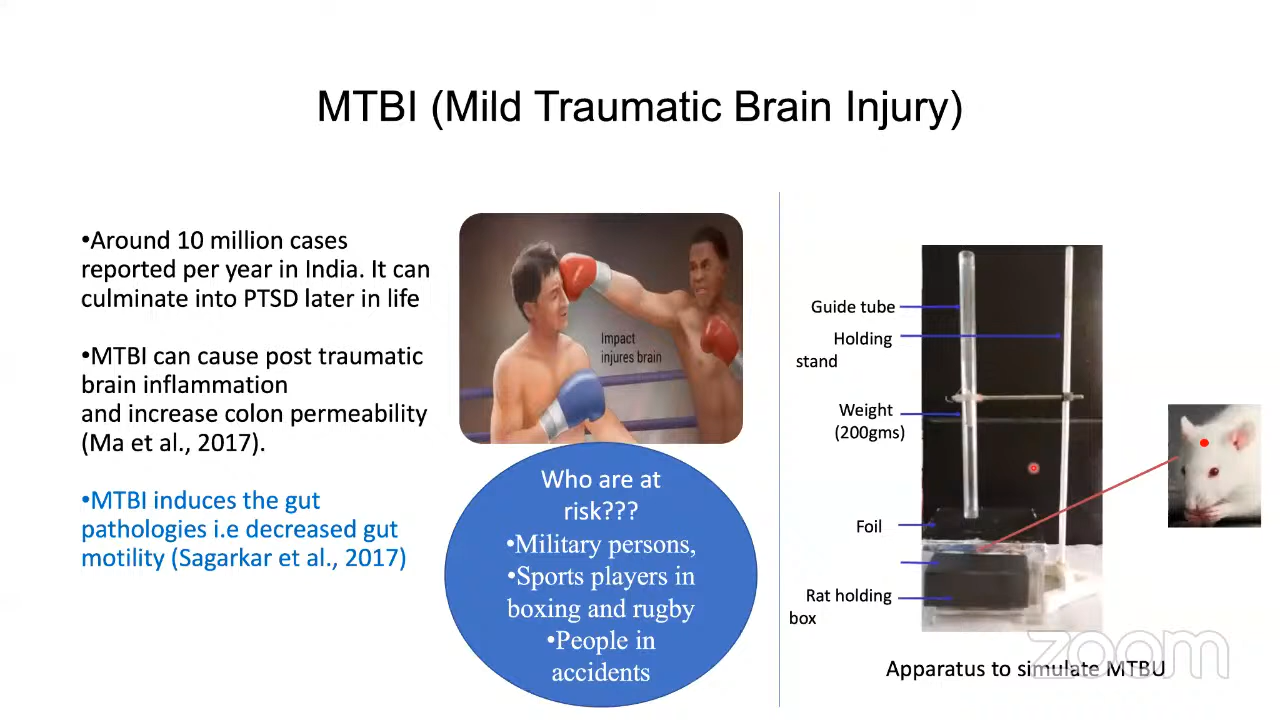 MTBI (Mild Traumatic Brain Injury)
•Around 10 million cases
reported per year in India. It can
culminate into PTSD later in life
•MTBI can cause post traumatic
brain inflammation
and increase colon permeability
(Ma et al., 2017).
•MTBI induces the gut
pathologies i.e decreased gut
motility (Sagarkar et al., 2017)
Impact
injures brain
Who are at
risk???
•Military persons,
•Sports players in
boxing and rugby
•People in
accidents
Guide tube
Holding
stand
Weight
(200gms)
Foil
Rat holding
box
Apparatus to simulate MTBU
zoom